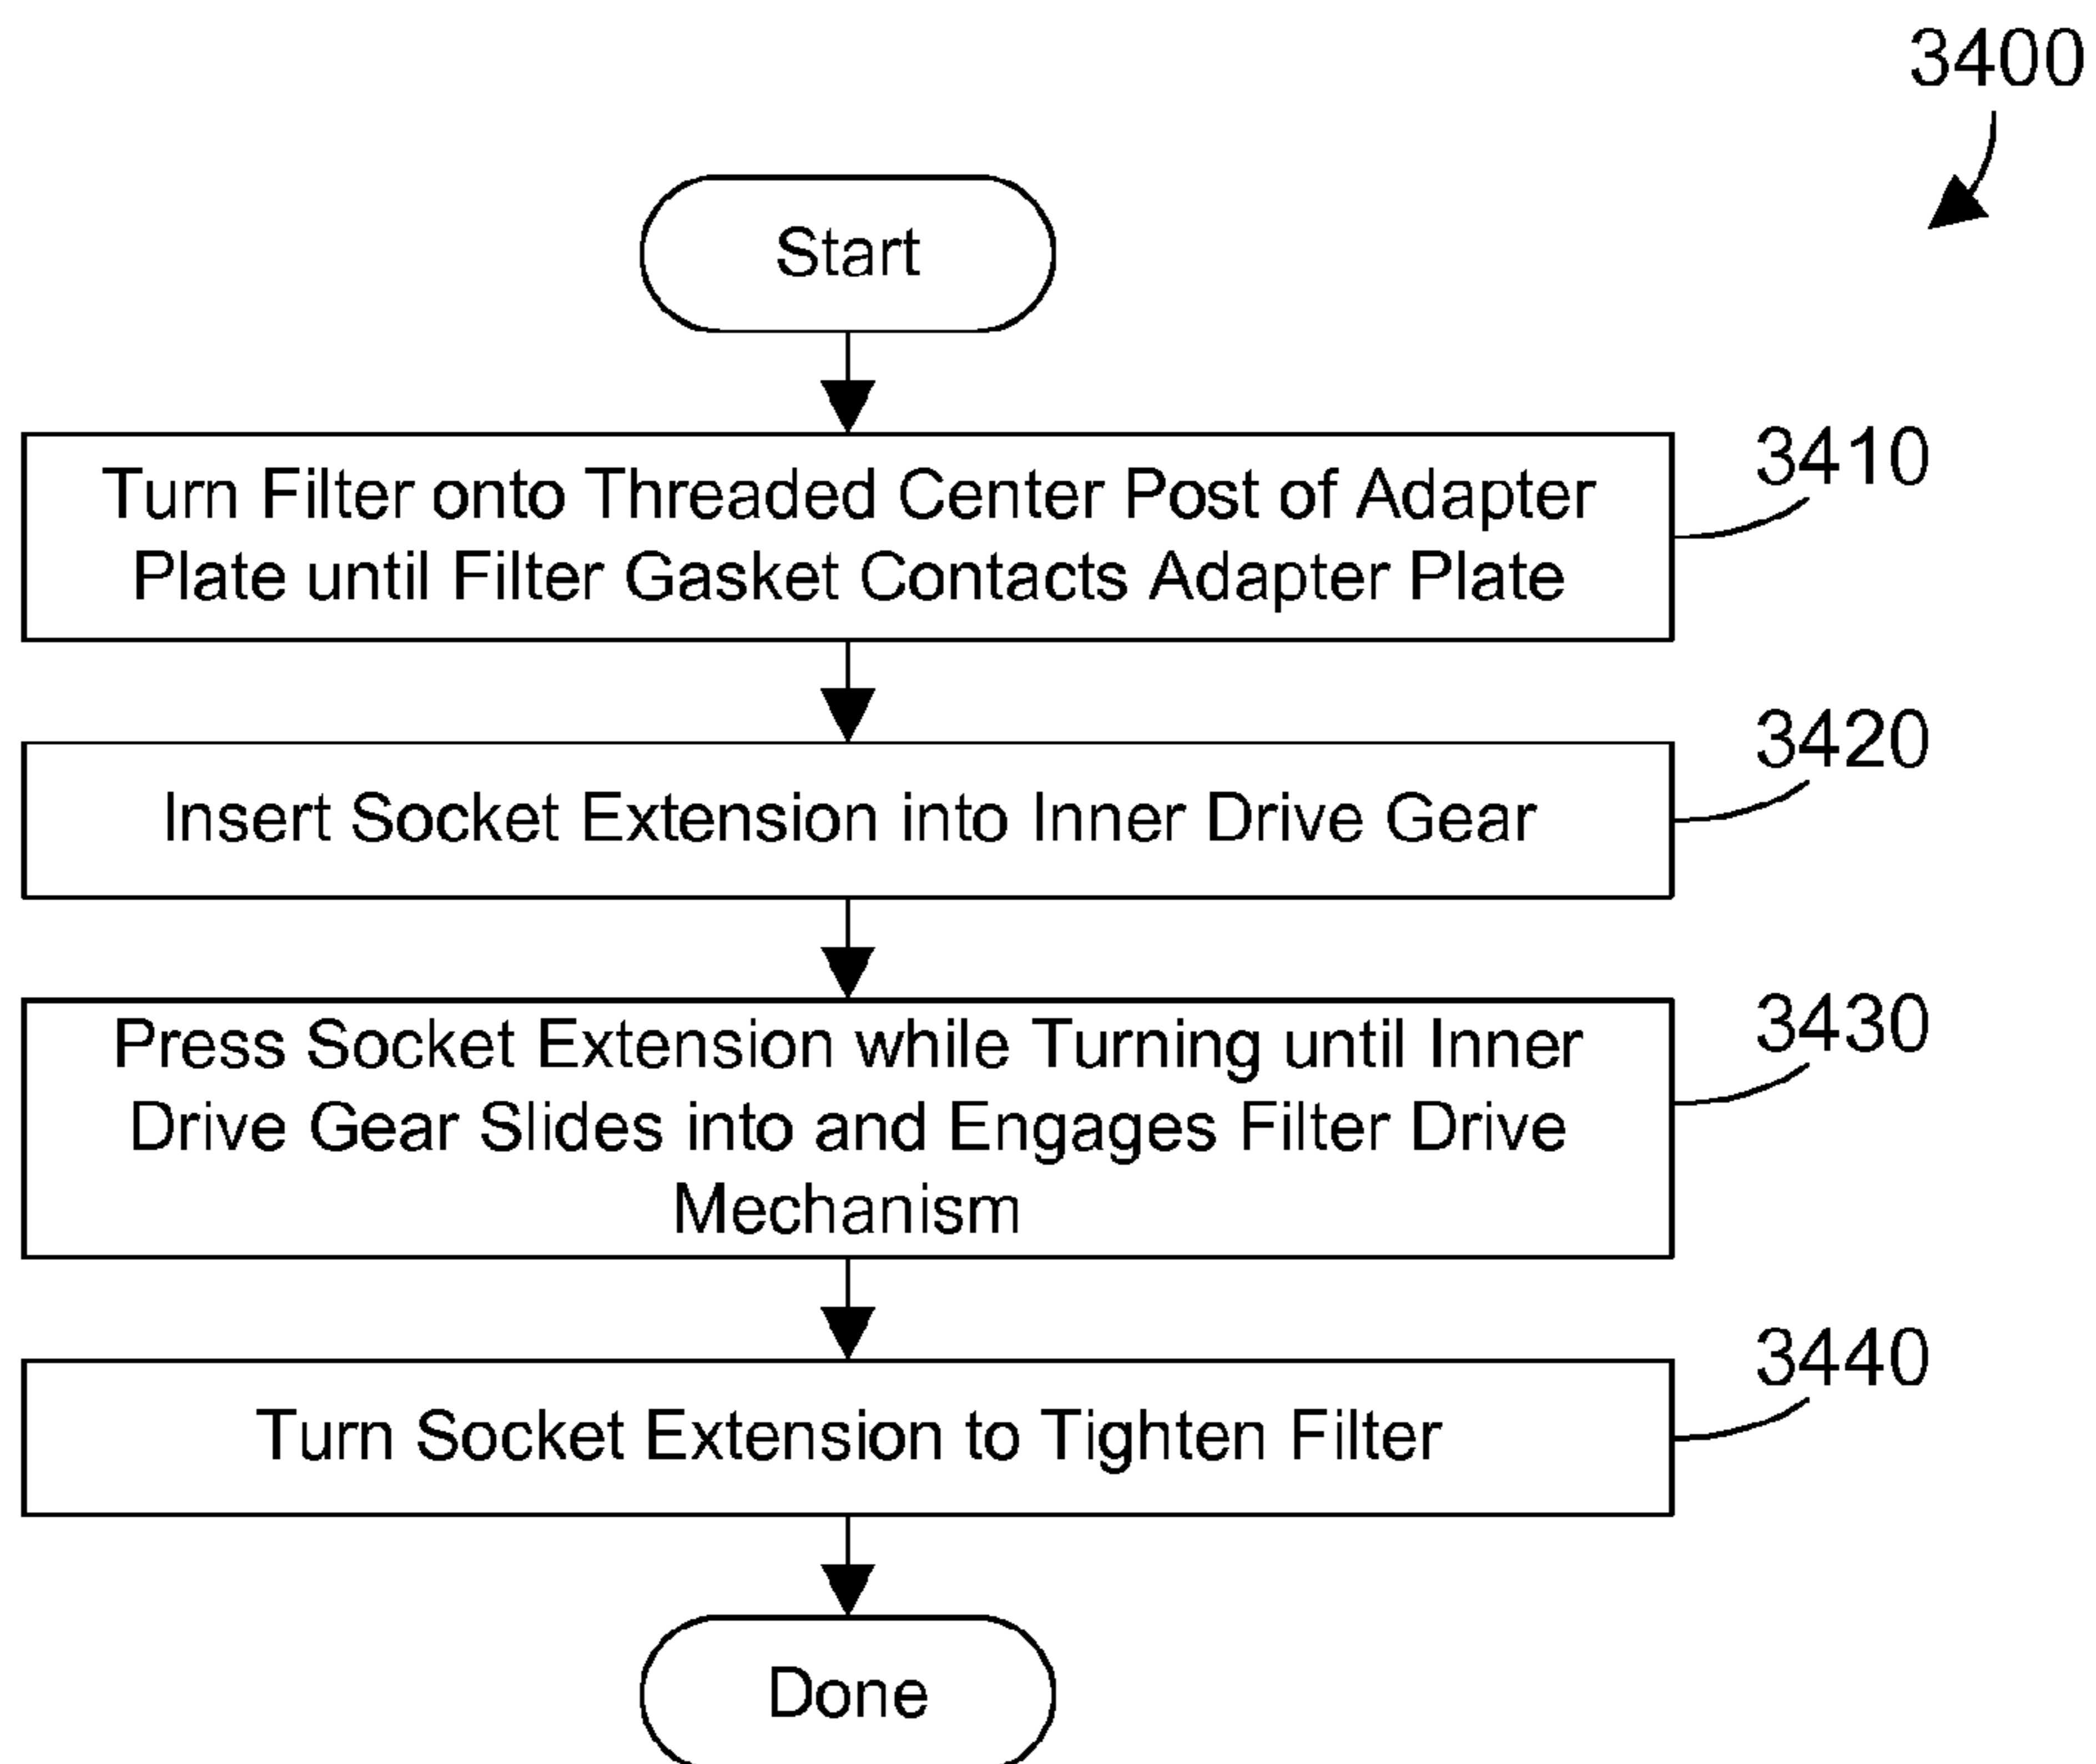 3400
Start
Turn Filter onto Threaded Center Post of Adapter
Plate until Filter Gasket Contacts Adapter Plate
3410
Insert Socket Extension into Inner Drive Gear
3420
Press Socket Extension while Turning until Inner
Drive Gear Slides into and Engages Filter Drive
Mechanism
3430
Turn Socket Extension to Tighten Filter
3440
Done